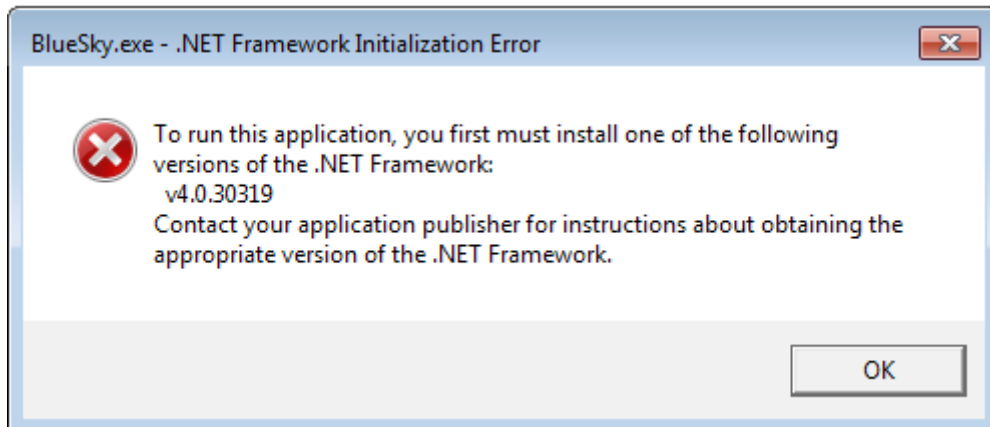 BlueSky.exe - .NET Framework Initialization Error
To run this application, you first must install one of the following
versions of the .NET Framework:
v4.0.30319
Contact your application publisher for instructions about obtaining the
appropriate version of the .NET Framework.
OK